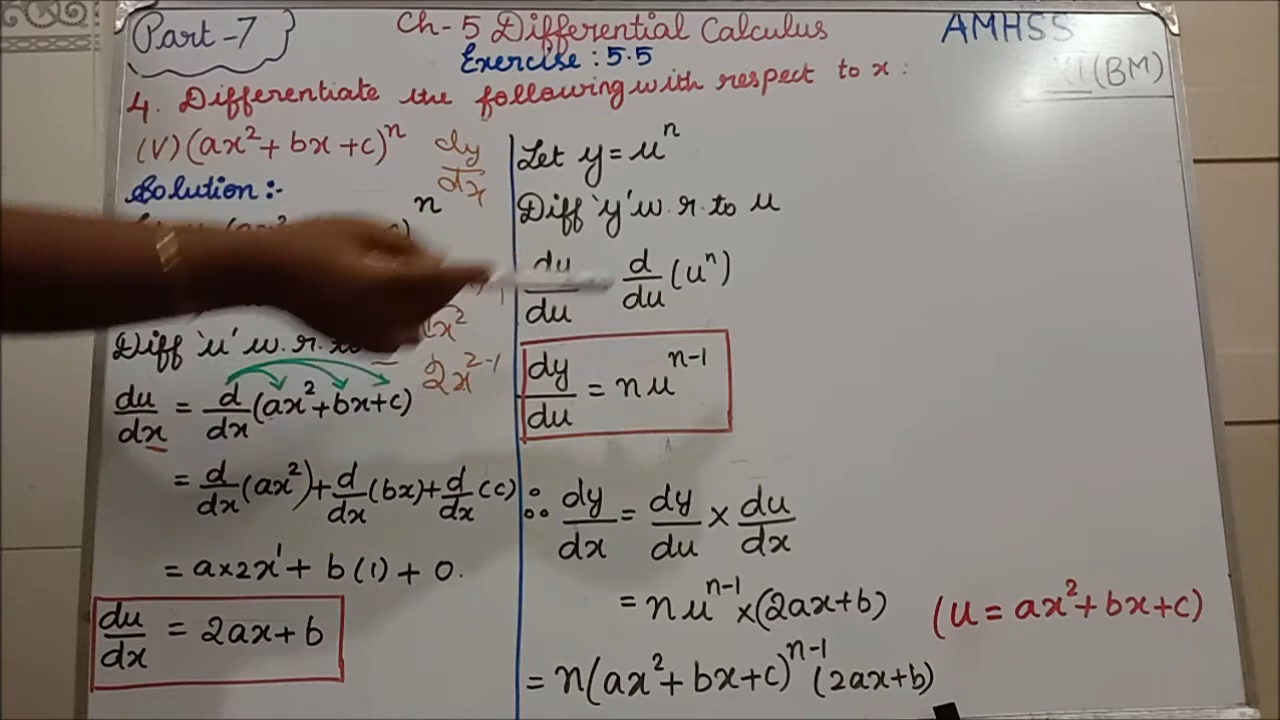 Part-7
Ch-5 Differential Calculus
AMHSS
Exercise : 5.5
XI (BM)
4. Differentiate the following with respect to x :
(V) (ax²+ bx + c)ⁿ
dy/dx
Solution :-
n
Diff 'u' w. r. to
x²
2x²⁻¹
du/dx = d/dx (ax²+bx+c)
= d/dx (ax²) + d/dx (bx) + d/dx (c)
= a×2x¹ + b(1) + 0.
du/dx = 2ax+b
Let y = uⁿ
Diff 'y' w. r. to u
dy/du d/du (uⁿ)
dy/du = nuⁿ⁻¹
∴ dy/dx = dy/du × du/dx
= nuⁿ⁻¹ × (2ax+b) (u = ax²+bx+c)
= n(ax²+ bx+c)ⁿ⁻¹ (2ax+b)